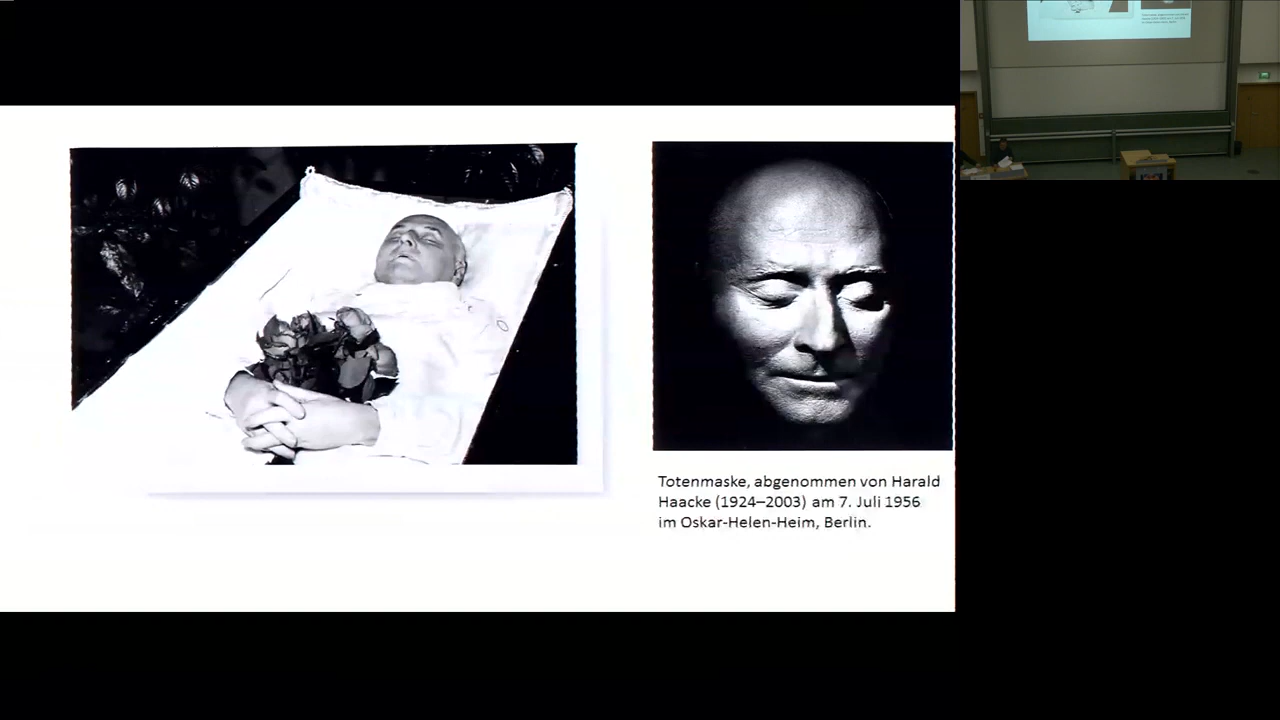 Totenmaske, abgenommen von Harald
Haacke (1924–2003) am 7. Juli 1956
im Oskar-Helen-Heim, Berlin.